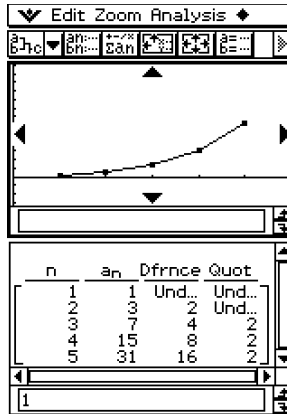 Edit Zoom Analysis
n an Dfrnce Quot
1 1 Und... Und...
2 3 2 Und...
3 7 4 2
4 15 8 2
5 31 16 2
1